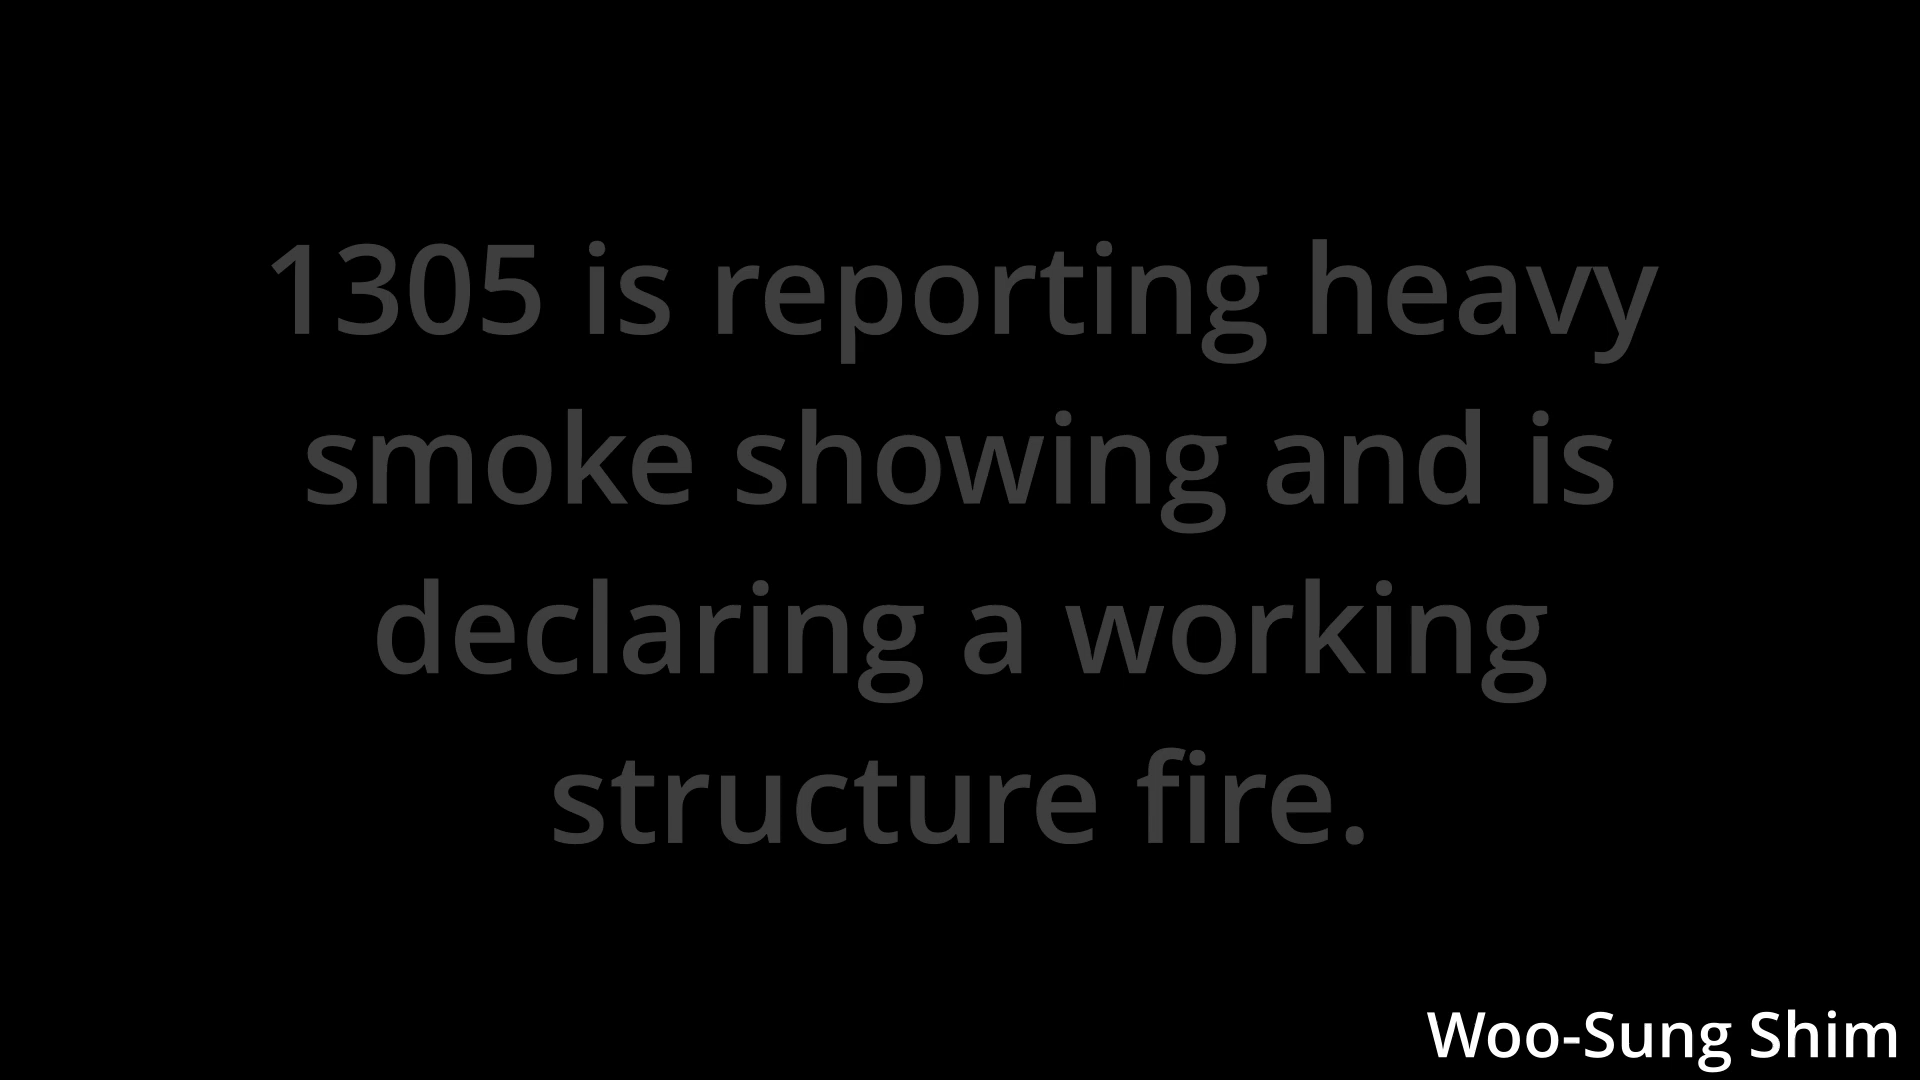 1305 is reporting heavy
smoke showing and is
declaring a working
structure fire.
Woo-Sung Shim